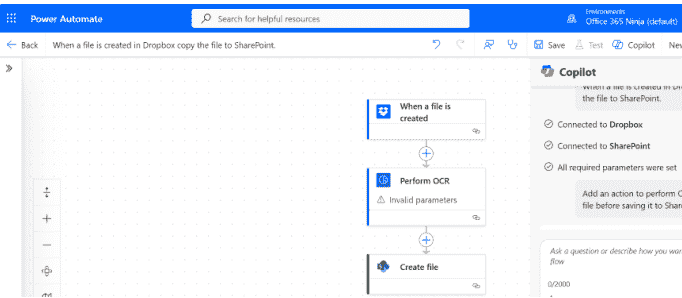 Power Automate
Search for helpful resources
Environments
Office 365 Ninja (default)
Back
When a file is created in Dropbox copy the file to SharePoint.
Save
Test
Copilot
New
Copilot
When a file is created in Dr
the file to SharePoint.
Connected to Dropbox
Connected to SharePoint
All required parameters were set
Add an action to perform O
file before saving it to Share
Ask a question or describe how you wan
flow
0/2000
When a file is
created
Perform OCR
Invalid parameters
Create file